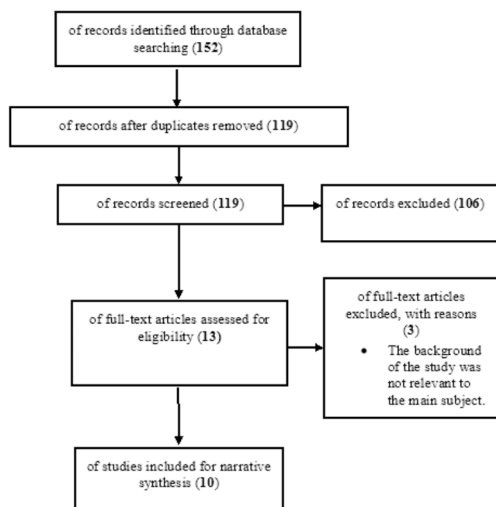 of records identified through database
searching (152)
of records after duplicates removed (119)
of records screened (119)
of records excluded (106)
of full-text articles assessed for
eligibility (13)
of full-text articles
excluded, with reasons
(3)
• The background
of the study was
not relevant to
the main subject.
of studies included for narrative
synthesis (10)